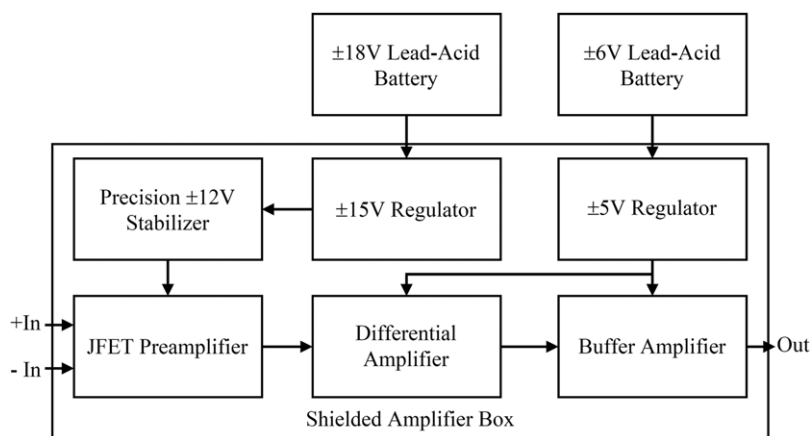 ±18V Lead-Acid
Battery
±6V Lead-Acid
Battery
Precision ±12V
Stabilizer
±15V Regulator
±5V Regulator
+In
- In
JFET Preamplifier
Differential
Amplifier
Buffer Amplifier
Out
Shielded Amplifier Box